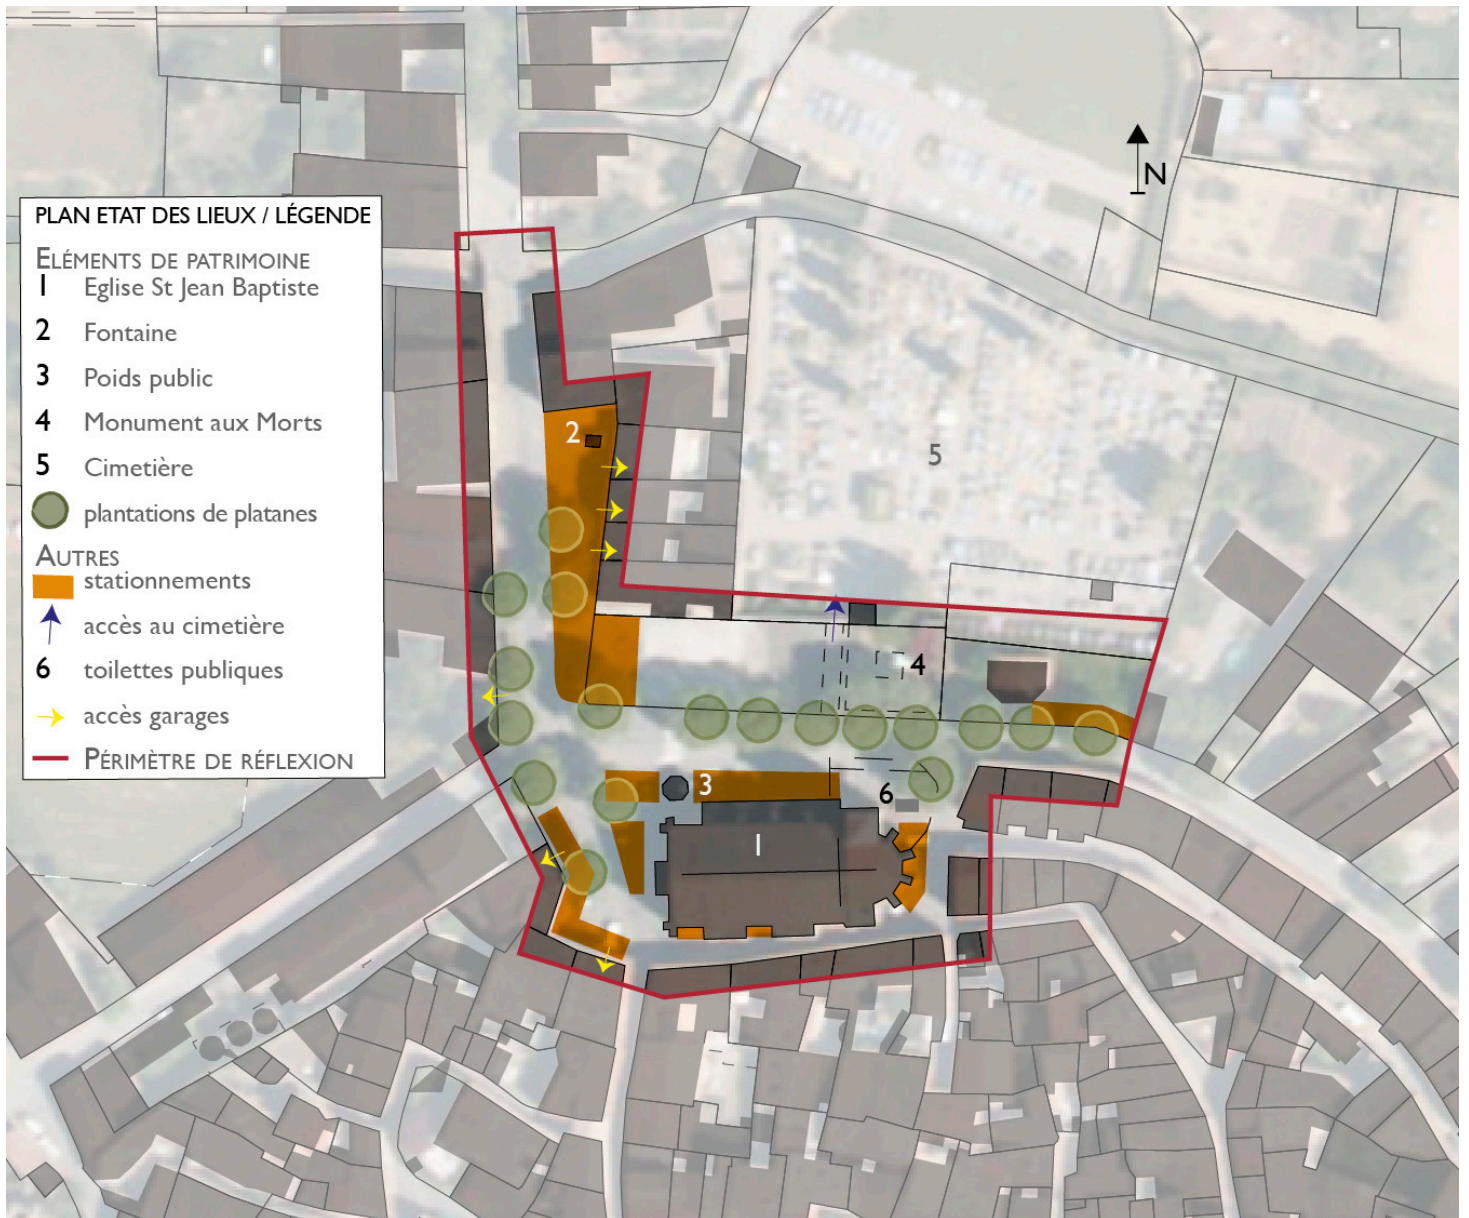 PLAN ETAT DES LIEUX / LÉGENDE
ELÉMENTS DE PATRIMOINE
1 Eglise St Jean Baptiste
2 Fontaine
3 Poids public
4 Monument aux Morts
5 Cimetière
plantations de platanes
AUTRES
stationnements
accès au cimetière
6 toilettes publiques
accès garages
PÉRIMÈTRE DE RÉFLEXION
N
2
5
4
3
6
1